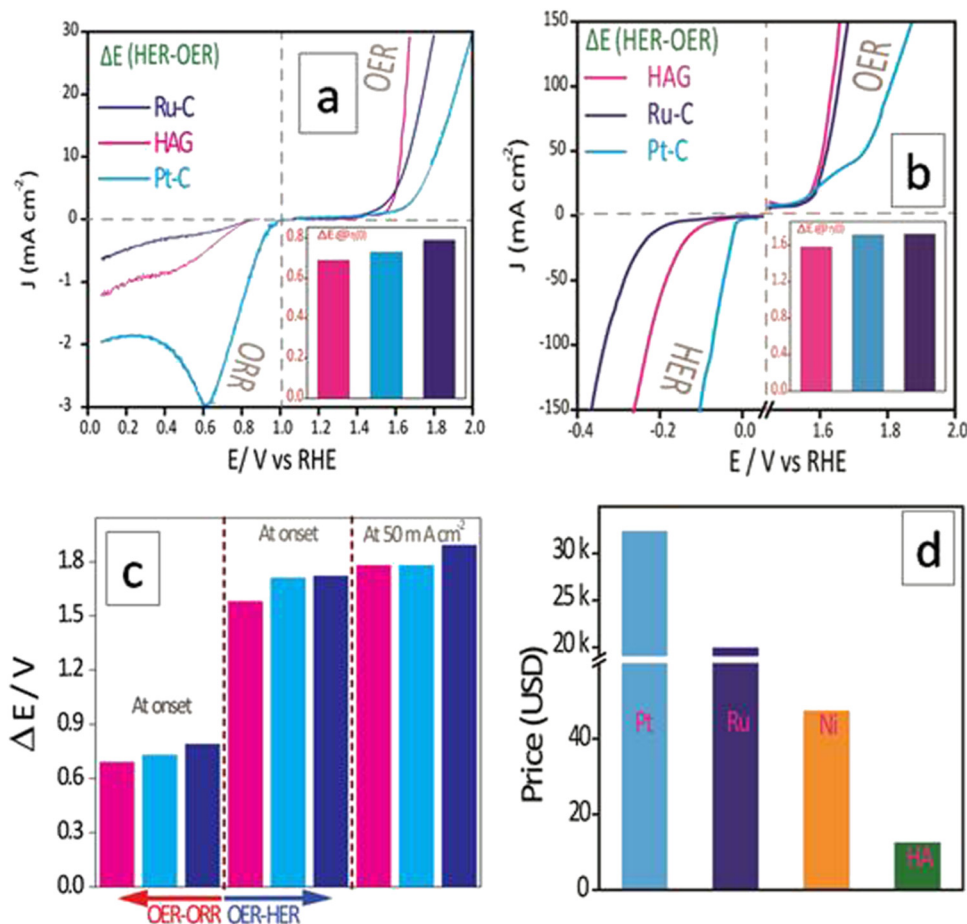 a
ΔE (HER-OER)
Ru-C
HAG
Pt-C
OER
ORR
ΔE @η(0)
0.8
0.6
0.4
0.2
0.0
30
20
10
0
-1
-2
-3
J (mA cm⁻²)
0.0 0.2 0.4 0.6 0.8 1.0 1.2 1.4 1.6 1.8 2.0
E/ V vs RHE
b
ΔE (HER-OER)
HAG
Ru-C
Pt-C
OER
HER
1.6
1.2
0.8
0.4
0.0
150
100
50
0
-50
-100
-150
J (mA cm⁻²)
-0.4 -0.2 0.0 1.6 1.8 2.0
E / V vs RHE
c
At onset
At onset
At 50 m A cm⁻²
1.8
1.5
1.2
0.9
0.6
0.3
0.0
ΔE / V
OER-ORR
OER-HER
d
30 k
25 k
20 k
40
20
0
Price (USD)
Pt
Ru
Ni
HA